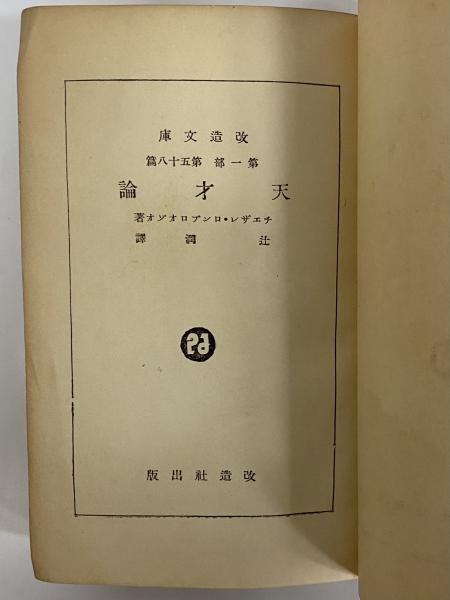 改造文庫
第一部 第五十八篇
天才論
チエザレ・ロンブロオゾオ著
辻潤譯
改造社出版